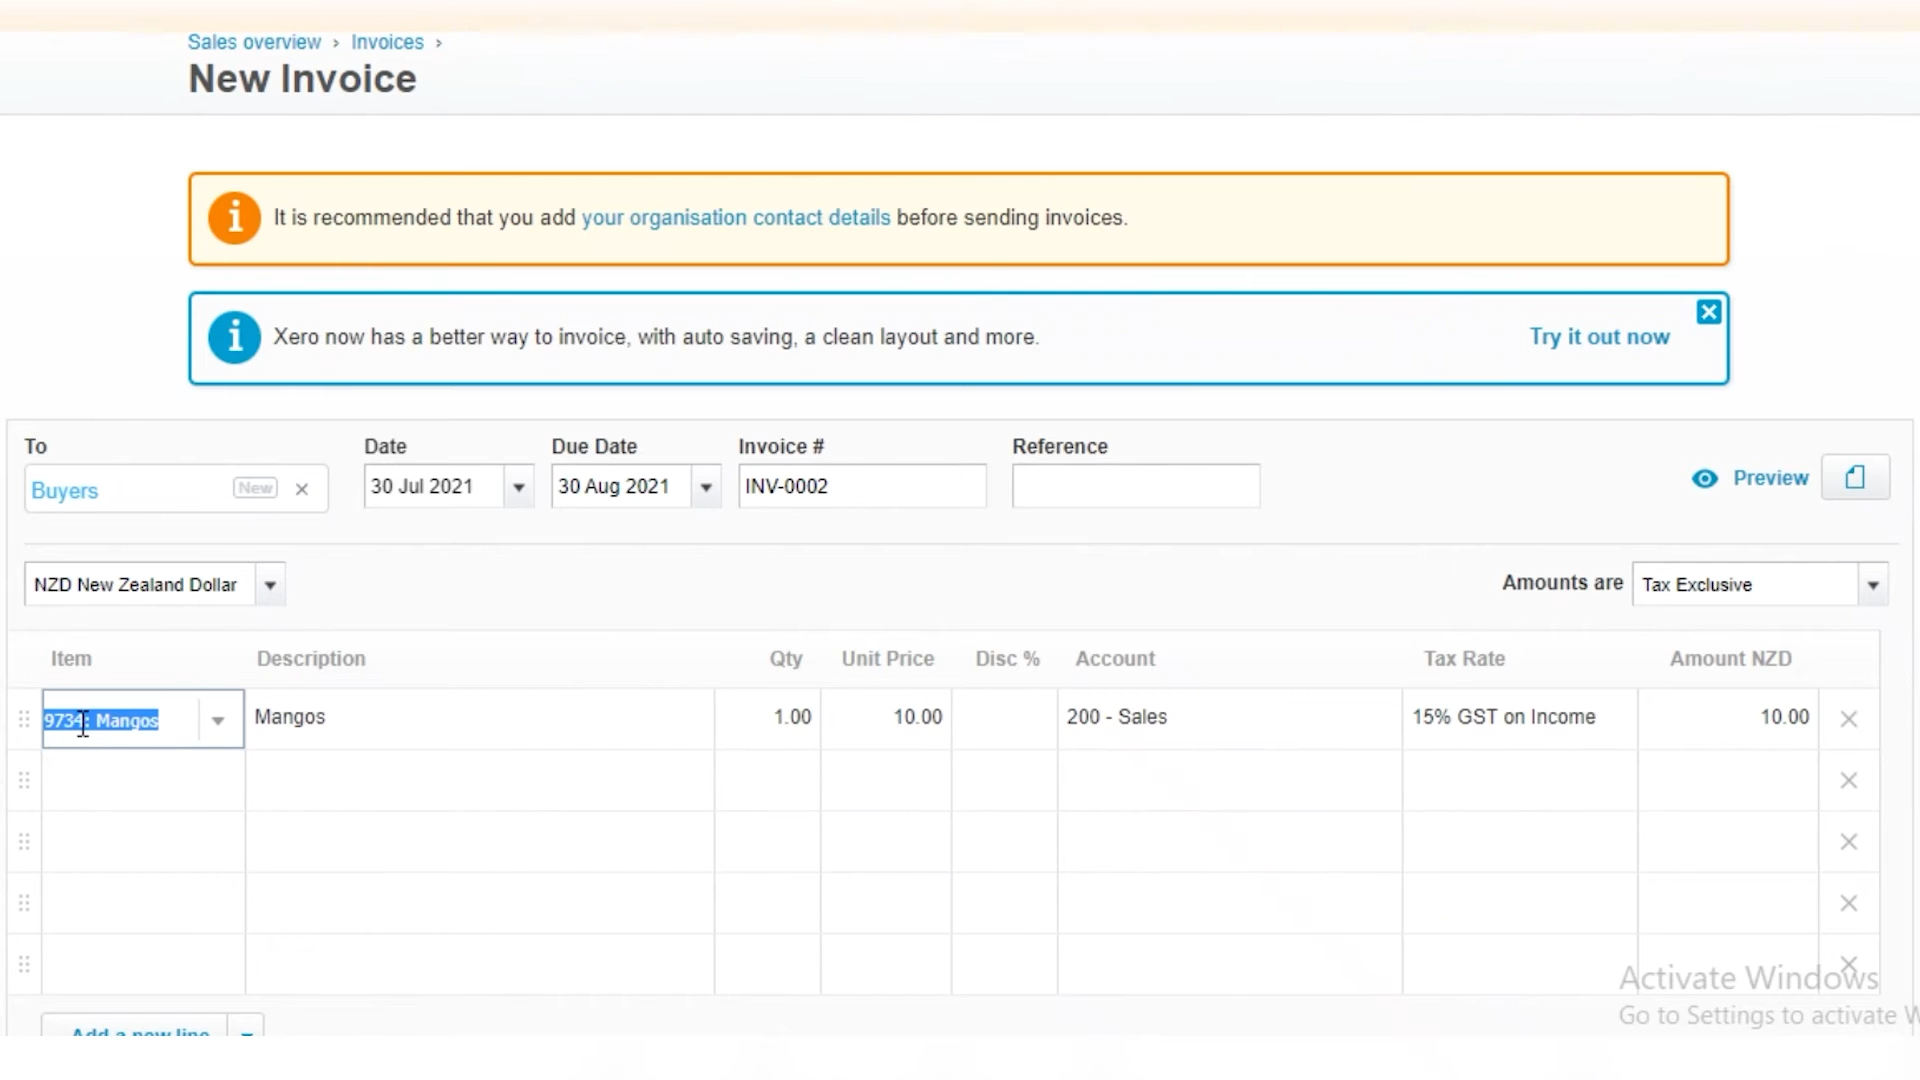 Sales overview › Invoices ›
New Invoice
It is recommended that you add your organisation contact details before sending invoices.
Xero now has a better way to invoice, with auto saving, a clean layout and more. Try it out now
To Date Due Date Invoice # Reference
Buyers New 30 Jul 2021 30 Aug 2021 INV-0002 Preview
NZD New Zealand Dollar Amounts are Tax Exclusive
Item Description Qty Unit Price Disc % Account Tax Rate Amount NZD
9734: Mangos Mangos 1.00 10.00 200 - Sales 15% GST on Income 10.00
Activate Windows
Go to Settings to activate W
Add a new line